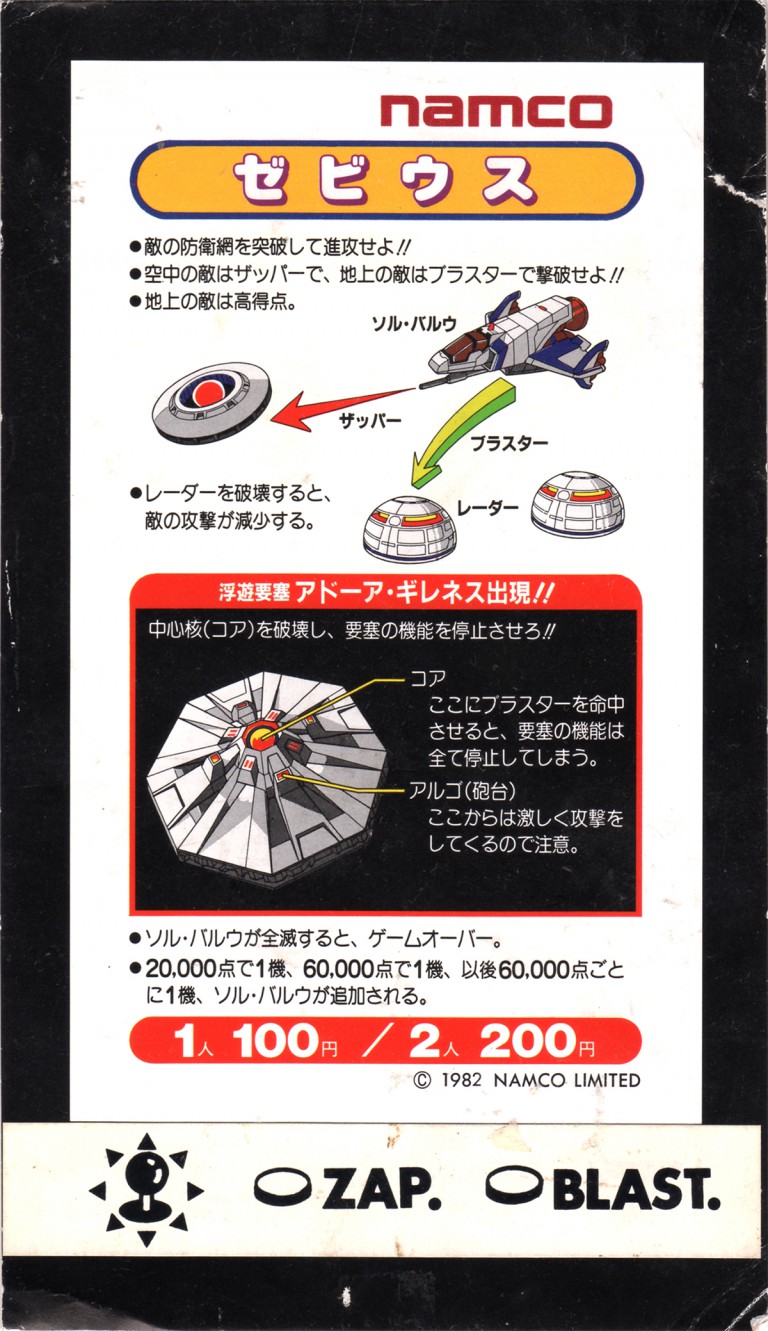 namco
ゼビウス
●敵の防衛網を突破して進攻せよ!!
●空中の敵はザッパーで、地上の敵はブラスターで撃破せよ!!
●地上の敵は高得点。
ソル・バルウ
ザッパー
ブラスター
●レーダーを破壊すると、
敵の攻撃が減少する。
レーダー
浮遊要塞 アドーア・ギレネス出現!!
中心核(コア)を破壊し、要塞の機能を停止させろ!!
コア
ここにブラスターを命中
させると、要塞の機能は
全て停止してしまう。
アルゴ(砲台)
ここからは激しく攻撃を
してくるので注意。
●ソル・バルウが全滅すると、ゲームオーバー。
●20,000点で1機、60,000点で1機、以後60,000点ごと
に1機、ソル・バルウが追加される。
1人 100円 / 2人 200円
© 1982 NAMCO LIMITED
ZAP. BLAST.